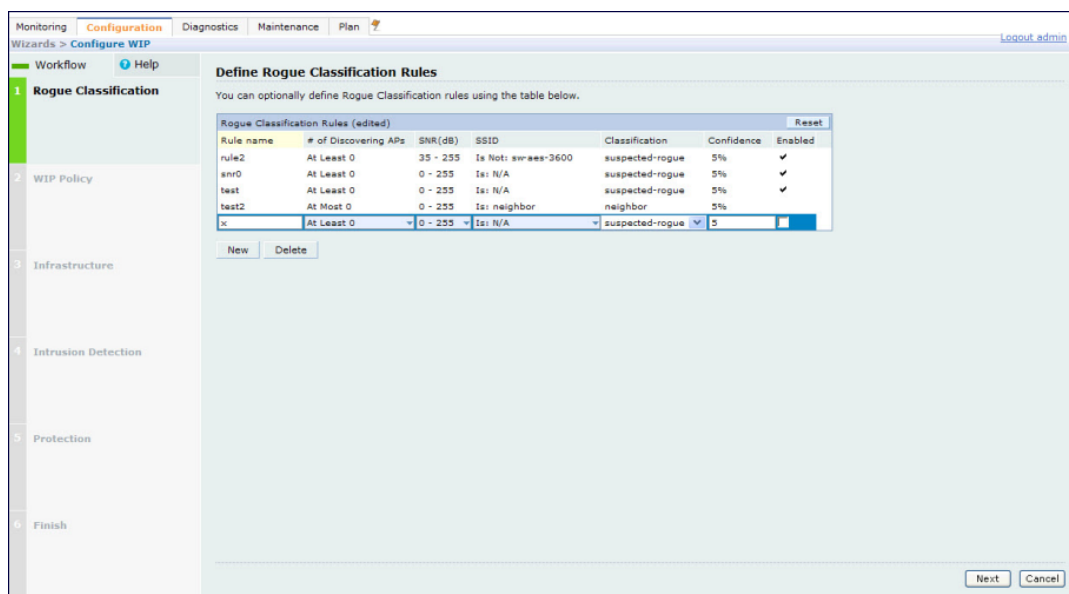 Monitoring Configuration Diagnostics Maintenance Plan
Logout admin
Wizards > Configure WIP
Workflow Help
1 Rogue Classification
2 WIP Policy
3 Infrastructure
4 Intrusion Detection
5 Protection
6 Finish
Define Rogue Classification Rules
You can optionally define Rogue Classification rules using the table below.
Rogue Classification Rules (edited) Reset
Rule name # of Discovering APs SNR(dB) SSID Classification Confidence Enabled
rule2 At Least 0 35 - 255 Is Not: sw-aes-3600 suspected-rogue 5% ✔
snr0 At Least 0 0 - 255 Is: N/A suspected-rogue 5% ✔
test At Least 0 0 - 255 Is: N/A suspected-rogue 5% ✔
test2 At Most 0 0 - 255 Is: neighbor neighbor 5%
x At Least 0 0 - 255 Is: N/A suspected-rogue 5
New Delete
Next Cancel